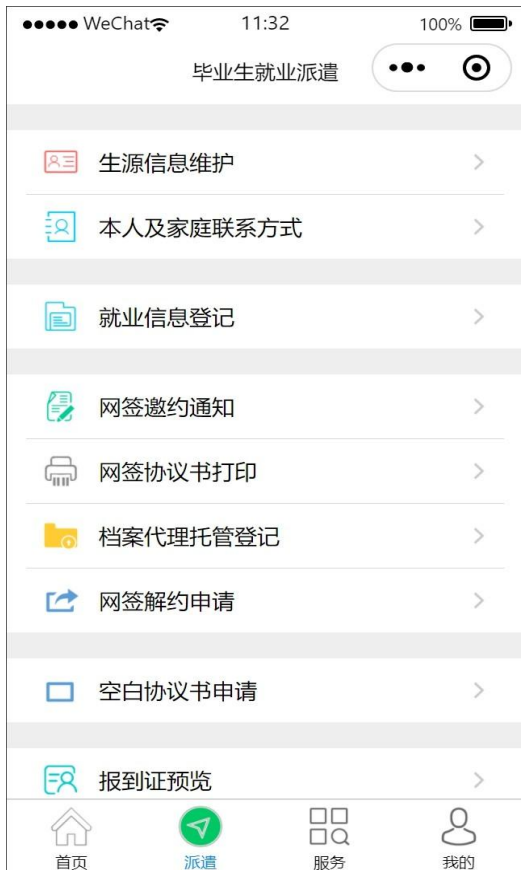 WeChat 11:32 100%
毕业生就业派遣
生源信息维护
本人及家庭联系方式
就业信息登记
网签邀约通知
网签协议书打印
档案代理托管登记
网签解约申请
空白协议书申请
报到证预览
首页 派遣 服务 我的